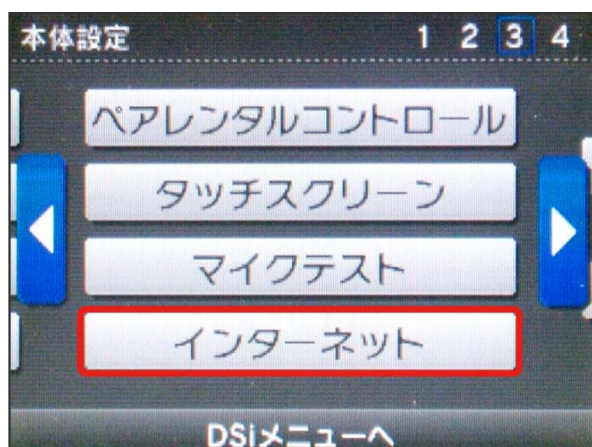 本体設定 1 2 3 4
ペアレンタルコントロール
タッチスクリーン
マイクテスト
インターネット
DSiメニューへ